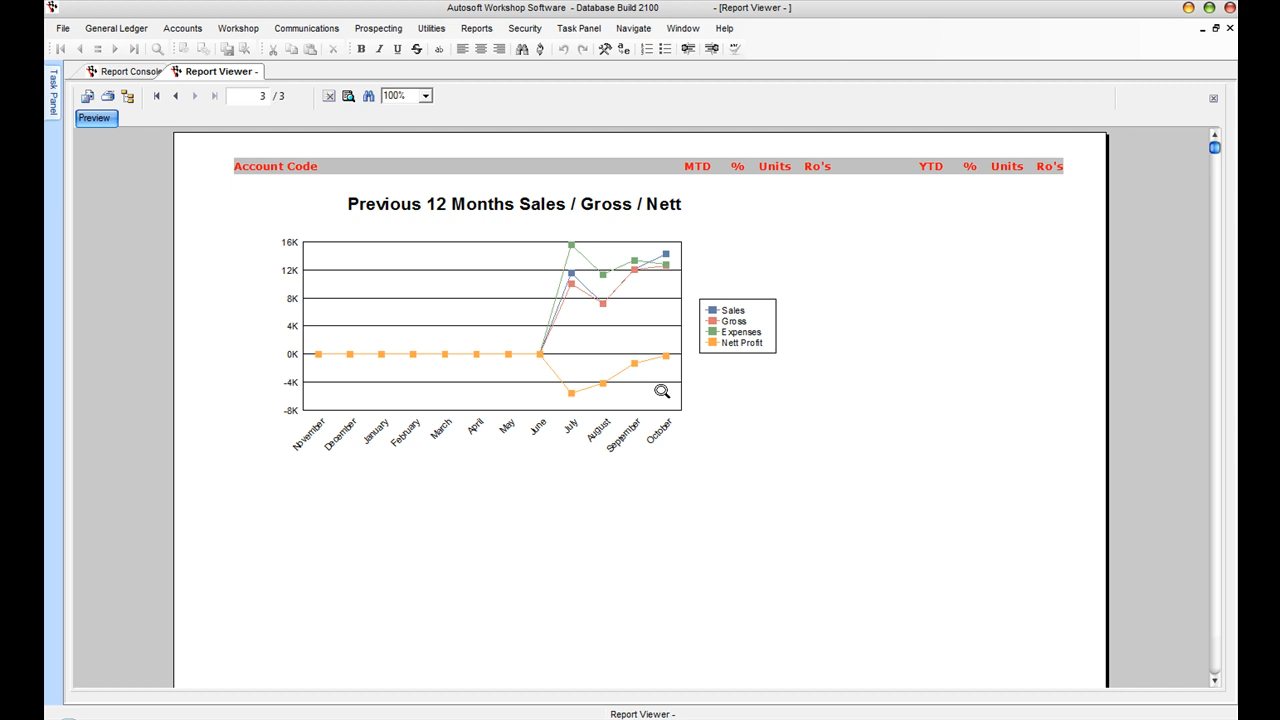 Autosoft Workshop Software - Database Build 2100 - [Report Viewer - ]
File General Ledger Accounts Workshop Communications Prospecting Utilities Reports Security Task Panel Navigate Window Help
B I U S
Task Panel
Report Console Report Viewer -
3 / 3 100%
Preview
Account Code MTD % Units Ro's YTD % Units Ro's
Previous 12 Months Sales / Gross / Nett
16K
12K
8K
4K
0K
-4K
-8K
November December January February March April May June July August September October
Sales
Gross
Expenses
Nett Profit
Report Viewer -